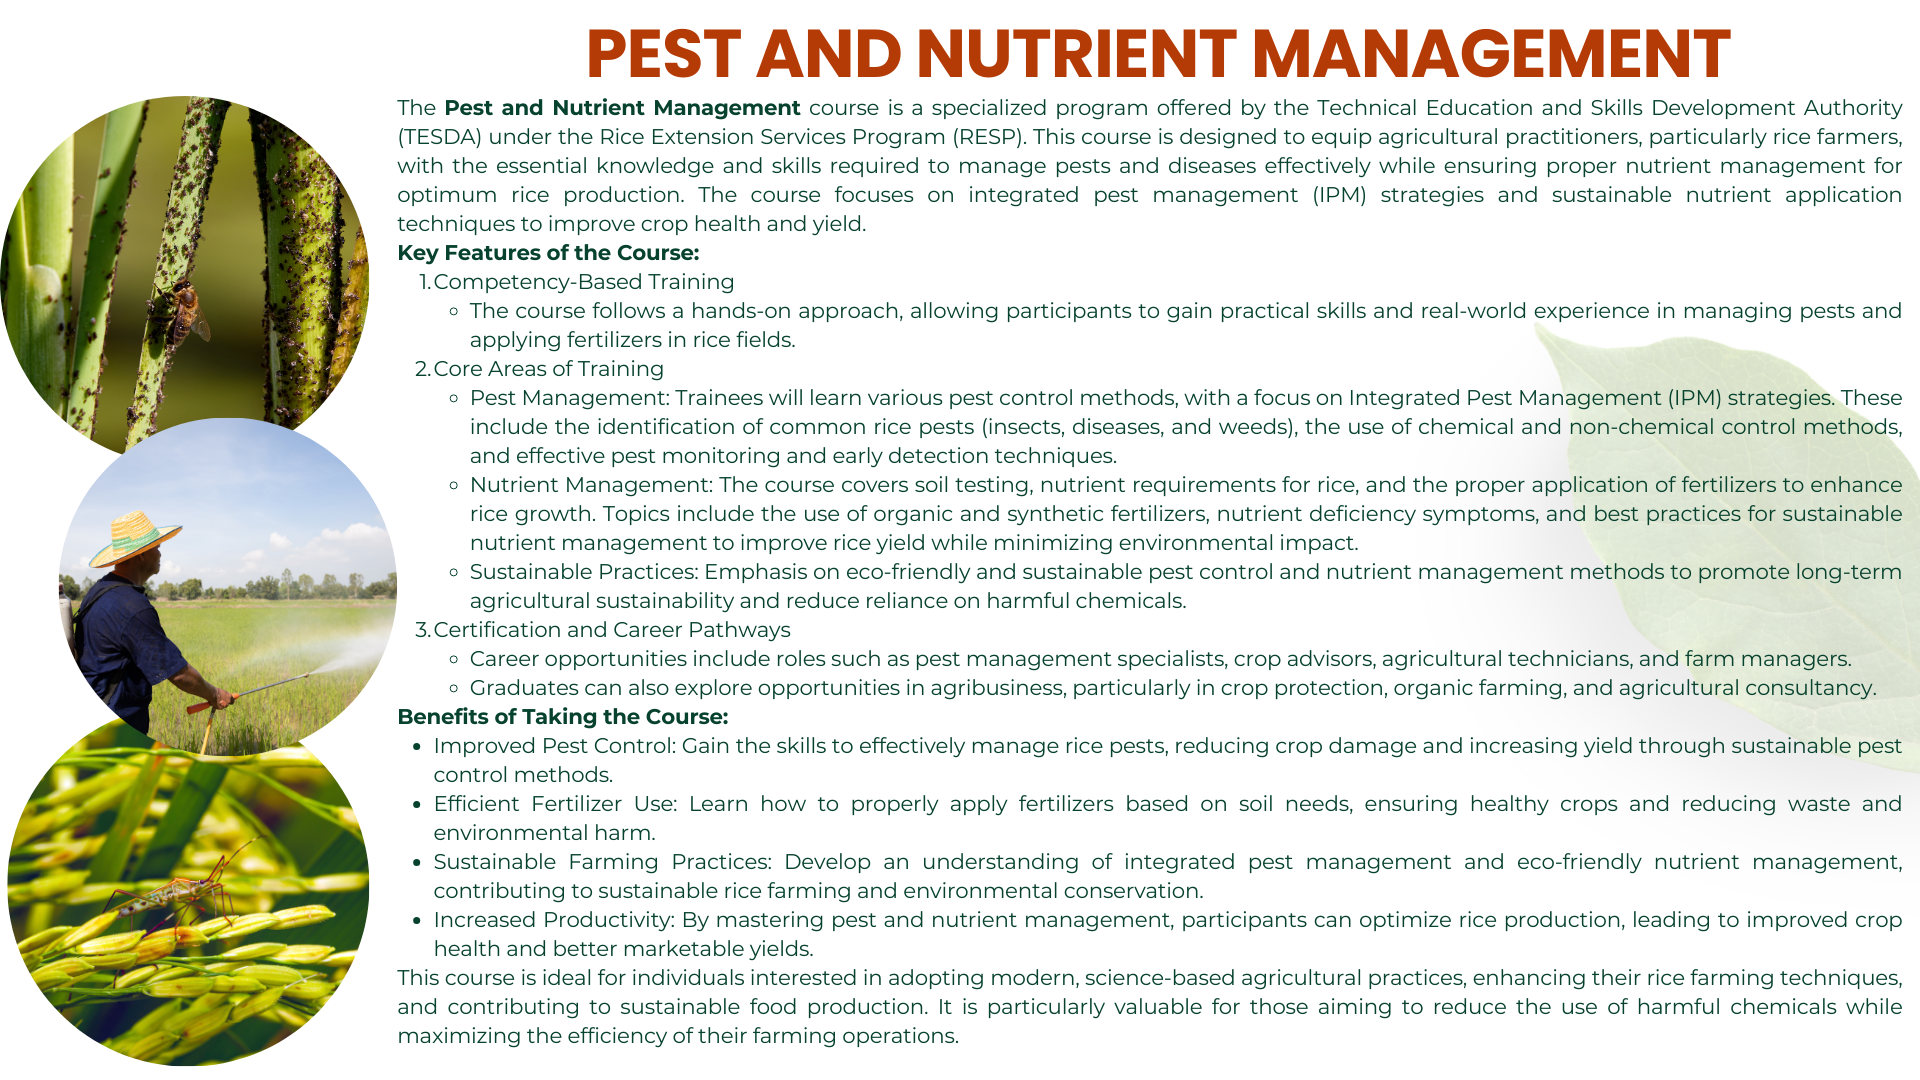 PEST AND NUTRIENT MANAGEMENT
The Pest and Nutrient Management course is a specialized program offered by the Technical Education and Skills Development Authority
(TESDA) under the Rice Extension Services Program (RESP). This course is designed to equip agricultural practitioners, particularly rice farmers,
with the essential knowledge and skills required to manage pests and diseases effectively while ensuring proper nutrient management for
optimum rice production. The course focuses on integrated pest management (IPM) strategies and sustainable nutrient application
techniques to improve crop health and yield.
Key Features of the Course:
1. Competency-Based Training
◦ The course follows a hands-on approach, allowing participants to gain practical skills and real-world experience in managing pests and
applying fertilizers in rice fields.
2. Core Areas of Training
◦ Pest Management: Trainees will learn various pest control methods, with a focus on Integrated Pest Management (IPM) strategies. These
include the identification of common rice pests (insects, diseases, and weeds), the use of chemical and non-chemical control methods,
and effective pest monitoring and early detection techniques.
◦ Nutrient Management: The course covers soil testing, nutrient requirements for rice, and the proper application of fertilizers to enhance
rice growth. Topics include the use of organic and synthetic fertilizers, nutrient deficiency symptoms, and best practices for sustainable
nutrient management to improve rice yield while minimizing environmental impact.
◦ Sustainable Practices: Emphasis on eco-friendly and sustainable pest control and nutrient management methods to promote long-term
agricultural sustainability and reduce reliance on harmful chemicals.
3. Certification and Career Pathways
◦ Career opportunities include roles such as pest management specialists, crop advisors, agricultural technicians, and farm managers.
◦ Graduates can also explore opportunities in agribusiness, particularly in crop protection, organic farming, and agricultural consultancy.
Benefits of Taking the Course:
• Improved Pest Control: Gain the skills to effectively manage rice pests, reducing crop damage and increasing yield through sustainable pest
control methods.
• Efficient Fertilizer Use: Learn how to properly apply fertilizers based on soil needs, ensuring healthy crops and reducing waste and
environmental harm.
• Sustainable Farming Practices: Develop an understanding of integrated pest management and eco-friendly nutrient management,
contributing to sustainable rice farming and environmental conservation.
• Increased Productivity: By mastering pest and nutrient management, participants can optimize rice production, leading to improved crop
health and better marketable yields.
This course is ideal for individuals interested in adopting modern, science-based agricultural practices, enhancing their rice farming techniques,
and contributing to sustainable food production. It is particularly valuable for those aiming to reduce the use of harmful chemicals while
maximizing the efficiency of their farming operations.